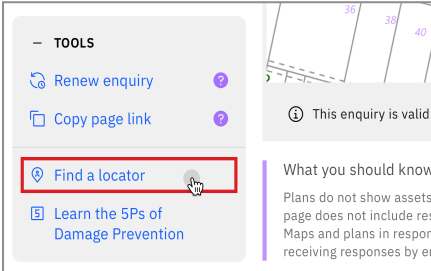 TOOLS
Renew enquiry ?
Copy page link ?
Find a locator
5 Learn the 5Ps of
Damage Prevention
36
38
40
This enquiry is valid
What you should know
Plans do not show assets
page does not include res
Maps and plans in respon
receiving responses by em